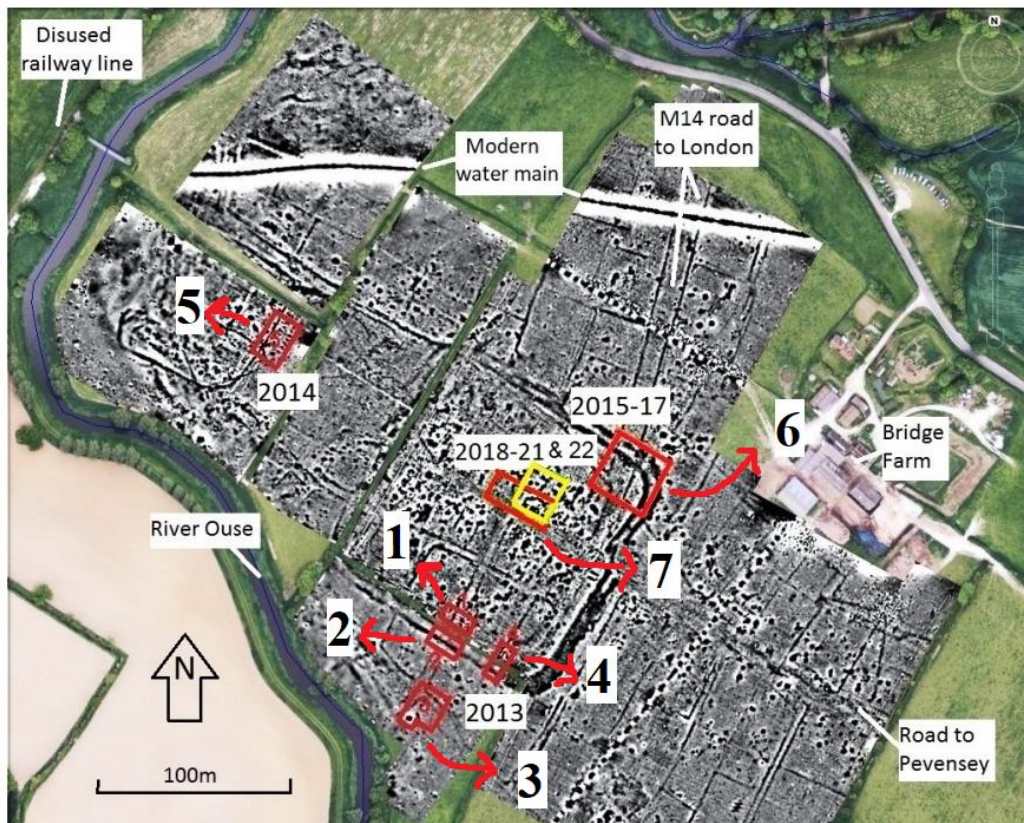 N
Disused
railway line
M14 road
to London
Modern
water main
5
2014
2015-17
6
2018-21 & 22
Bridge
Farm
River Ouse
1
7
2
4
N
2013
3
Road to
Pevensey
100m